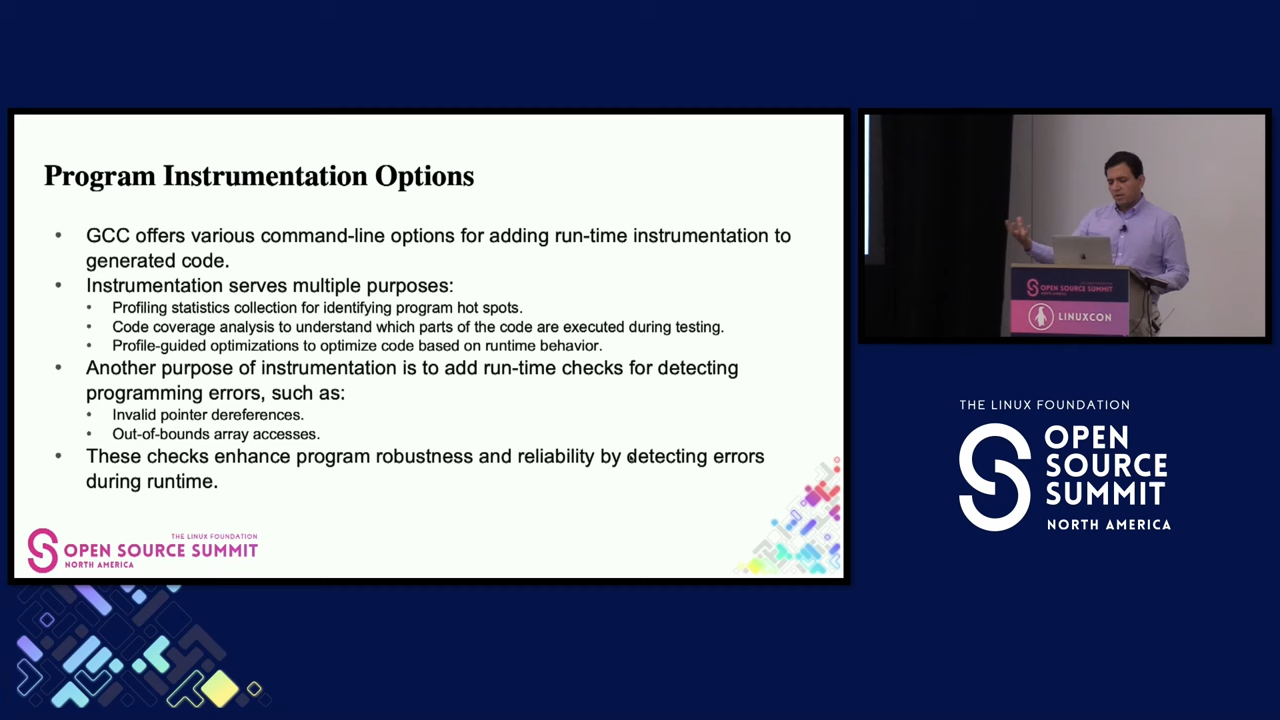 Program Instrumentation Options
• GCC offers various command-line options for adding run-time instrumentation to
generated code.
• Instrumentation serves multiple purposes:
• Profiling statistics collection for identifying program hot spots.
• Code coverage analysis to understand which parts of the code are executed during testing.
• Profile-guided optimizations to optimize code based on runtime behavior.
• Another purpose of instrumentation is to add run-time checks for detecting
programming errors, such as:
• Invalid pointer dereferences.
• Out-of-bounds array accesses.
• These checks enhance program robustness and reliability by detecting errors
during runtime.
THE LINUX FOUNDATION
OPEN SOURCE SUMMIT
NORTH AMERICA
OPEN SOURCE SUMMIT
NORTH AMERICA
LINUXCON
THE LINUX FOUNDATION
OPEN
SOURCE
SUMMIT
NORTH AMERICA